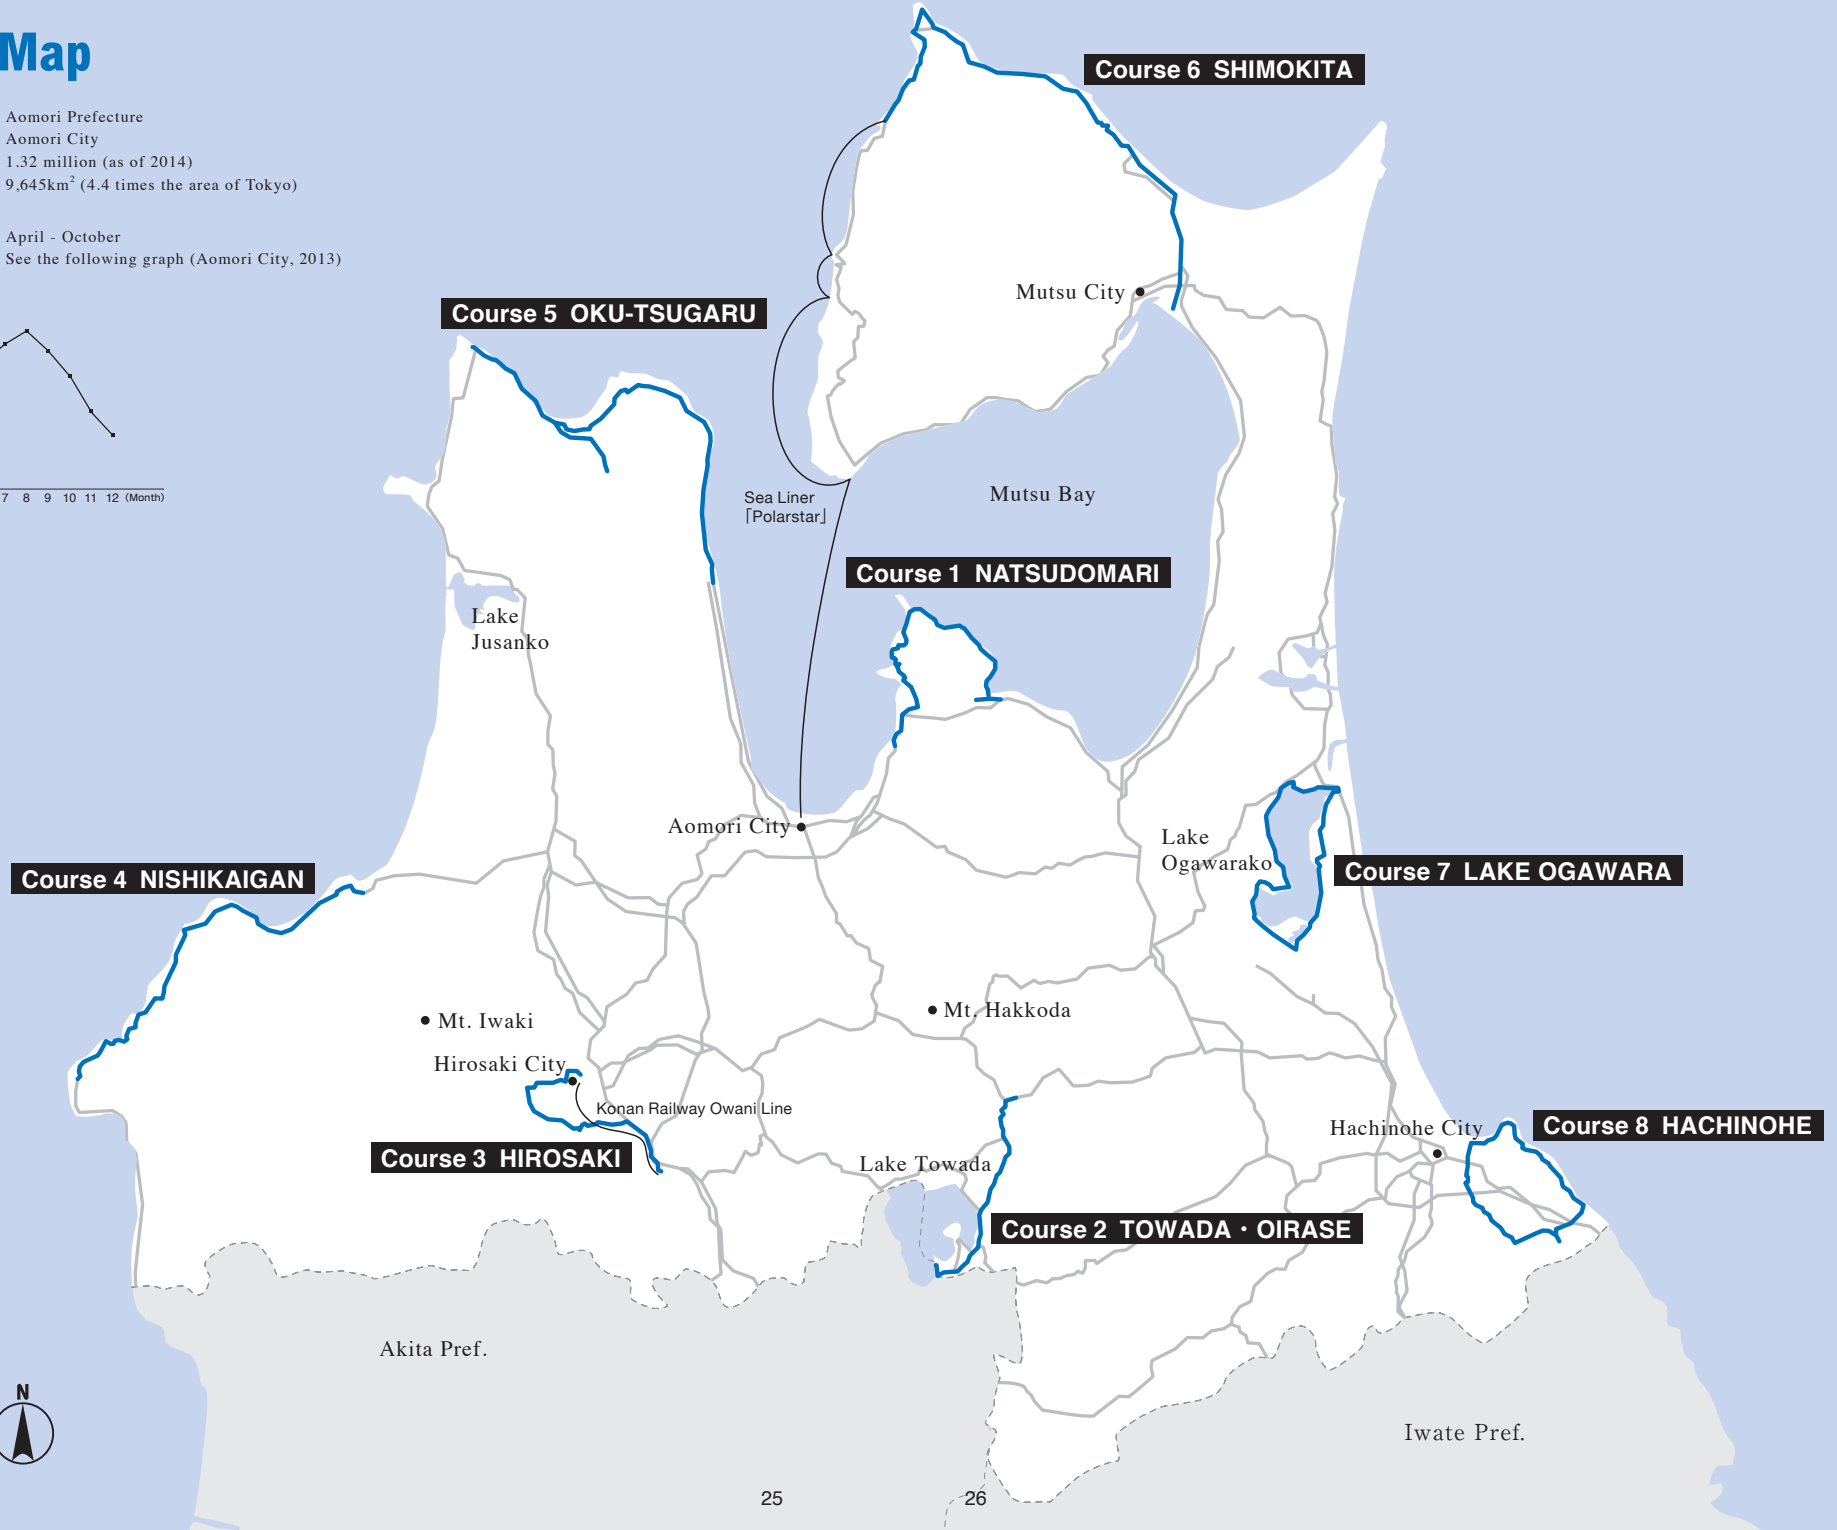 Map
Aomori Prefecture
Aomori City
1.32 million (as of 2014)
9,645km² (4.4 times the area of Tokyo)
April - October
See the following graph (Aomori City, 2013)
7 8 9 10 11 12 (Month)
Course 6 SHIMOKITA
Mutsu City
Course 5 OKU-TSUGARU
Sea Liner
「Polarstar」
Mutsu Bay
Course 1 NATSUDOMARI
Lake
Jusanko
Aomori City
Lake
Ogawarako
Course 7 LAKE OGAWARA
Course 4 NISHIKAIGAN
Mt. Iwaki
Mt. Hakkoda
Hirosaki City
Konan Railway Owani Line
Course 3 HIROSAKI
Hachinohe City
Course 8 HACHINOHE
Lake Towada
Course 2 TOWADA・OIRASE
Akita Pref.
Iwate Pref.
N
25
26